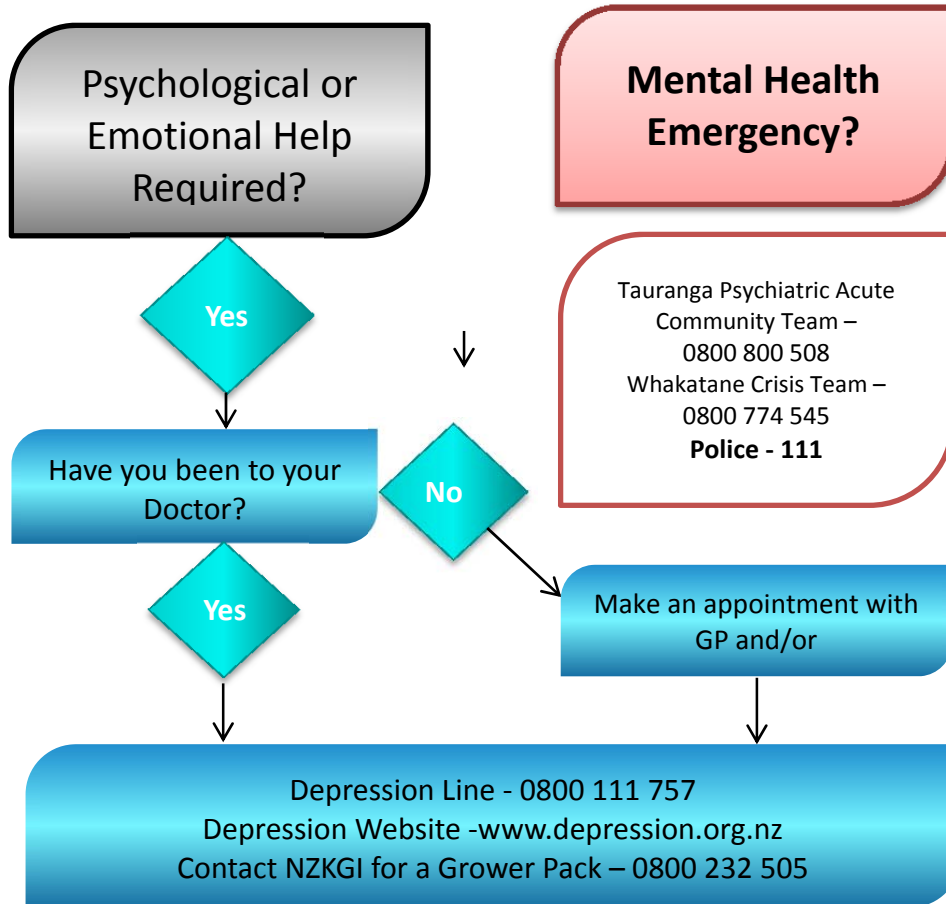 Psychological or
Emotional Help
Required?
Mental Health
Emergency?
Yes
Tauranga Psychiatric Acute
Community Team –
0800 800 508
Whakatane Crisis Team –
0800 774 545
Police - 111
Have you been to your
Doctor?
No
Yes
Make an appointment with
GP and/or
Depression Line - 0800 111 757
Depression Website -www.depression.org.nz
Contact NZKGI for a Grower Pack – 0800 232 505